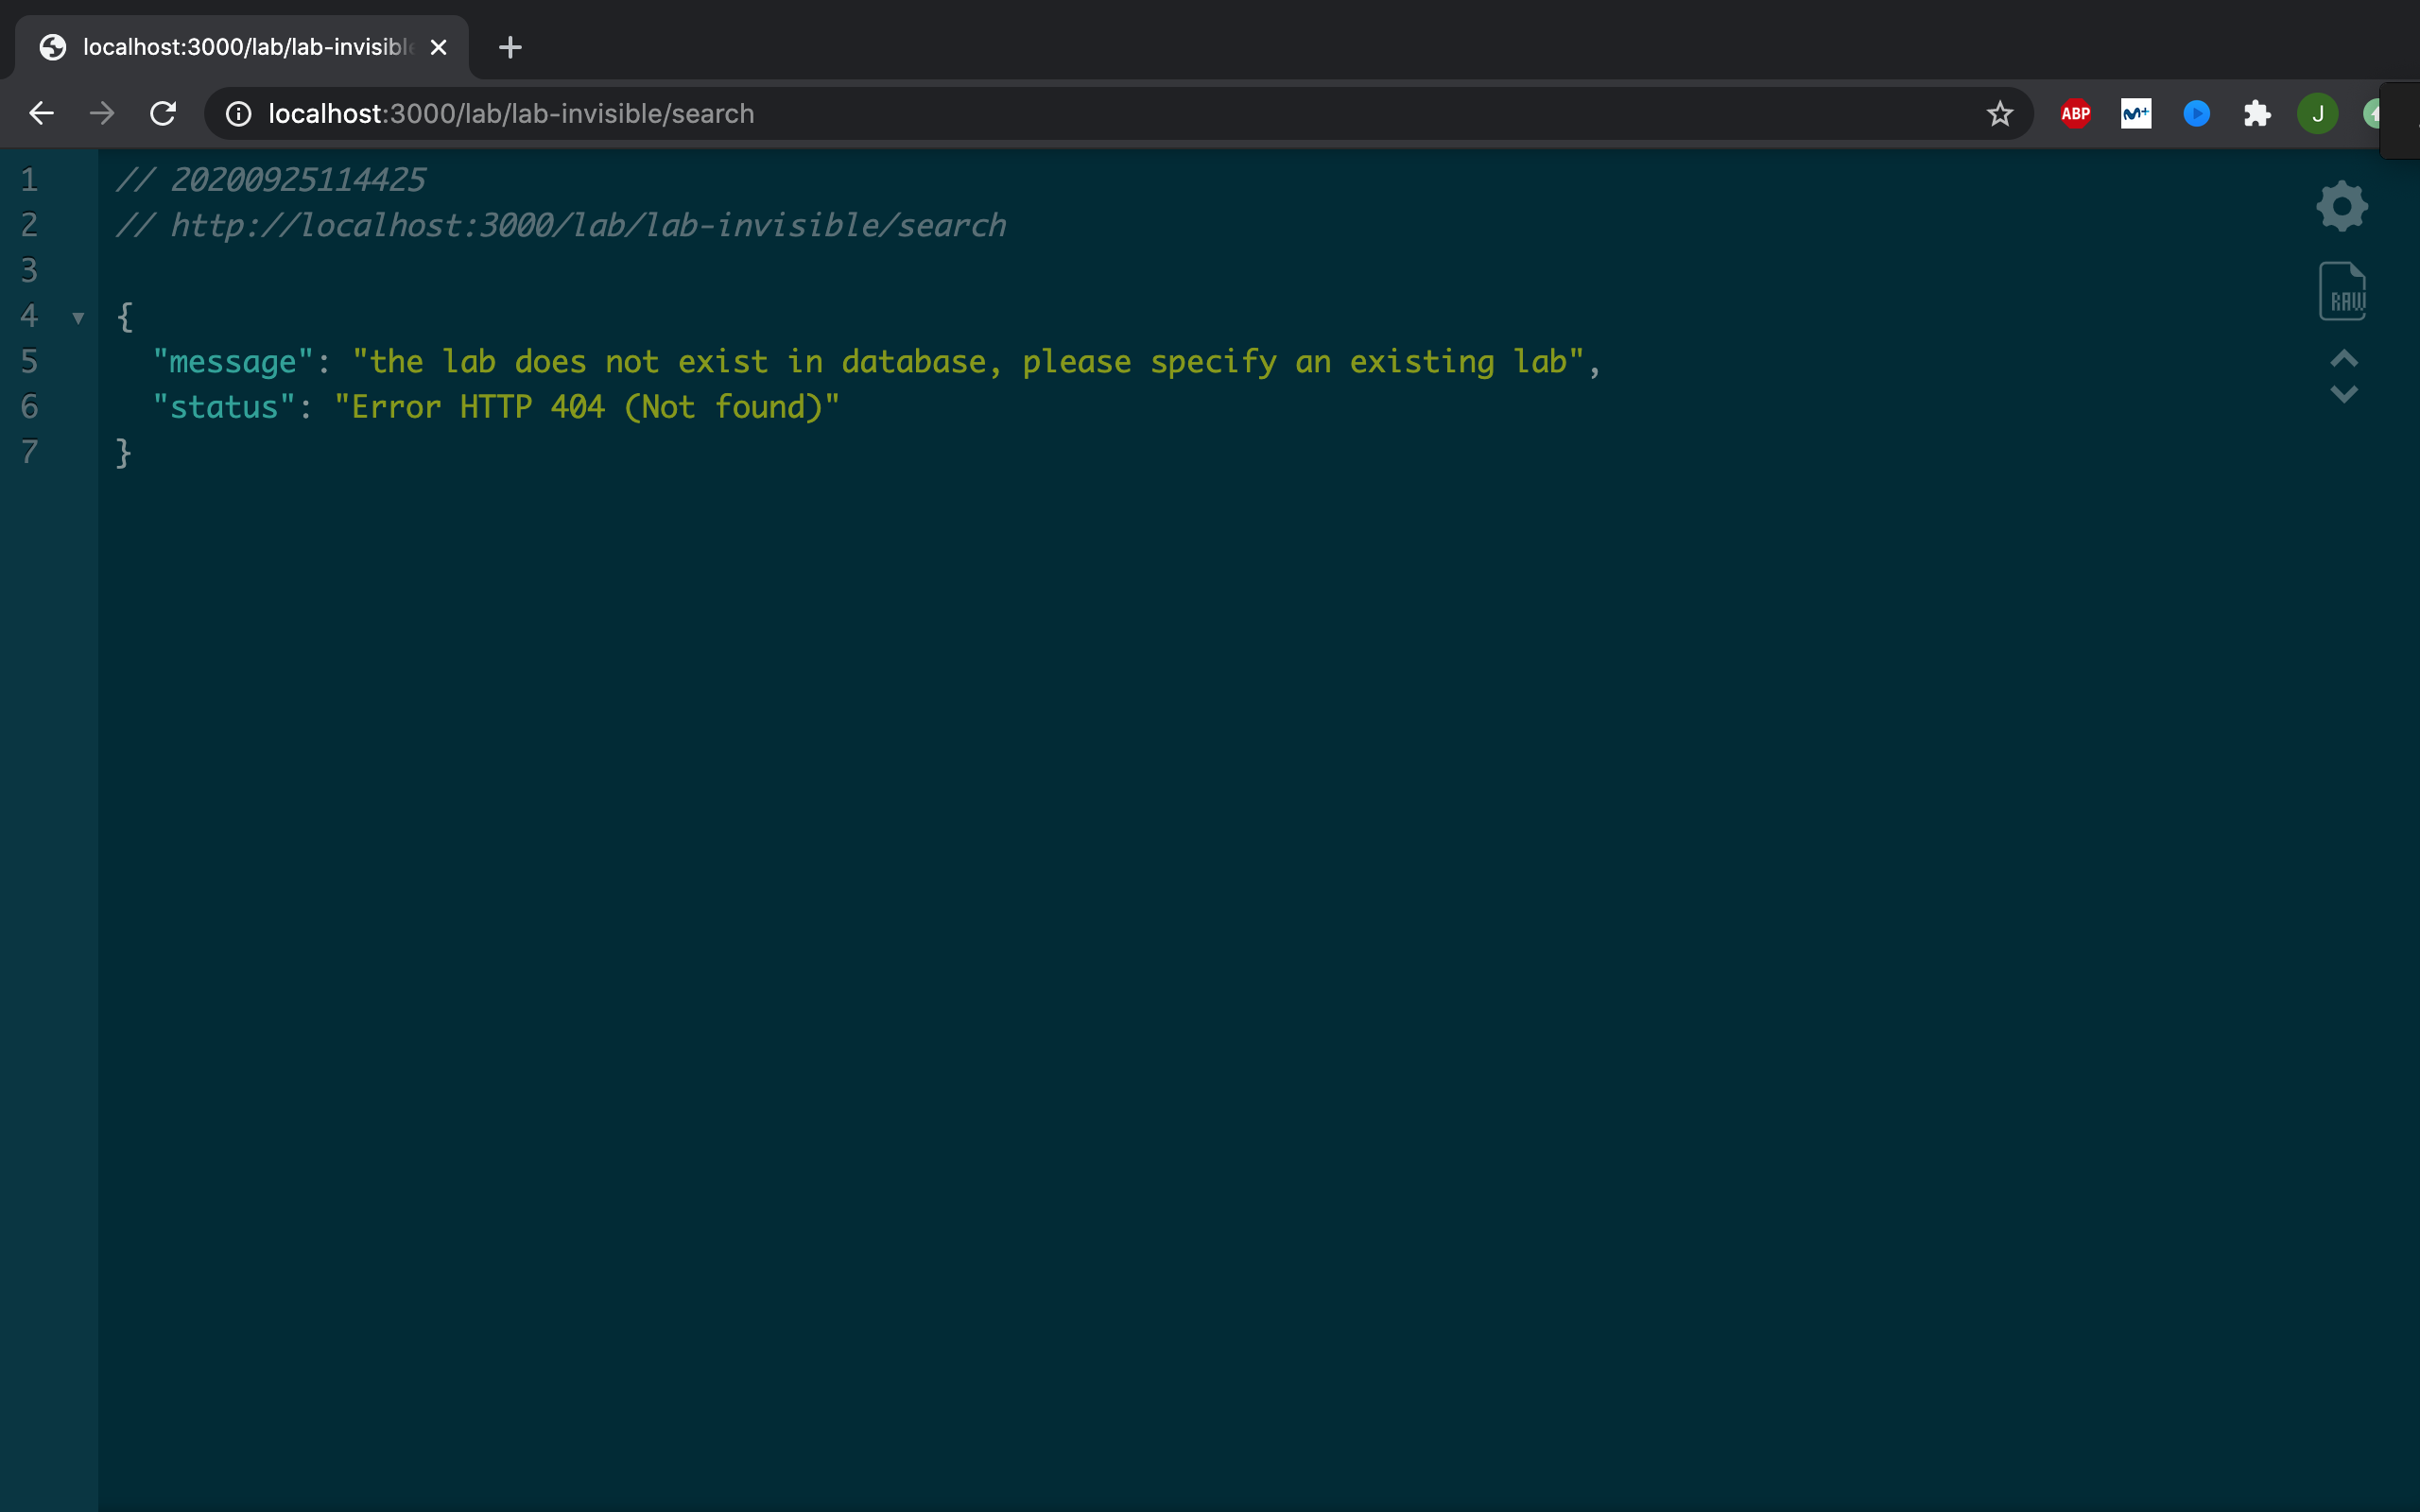 localhost:3000/lab/lab-invisible
localhost:3000/lab/lab-invisible/search
ABP
J
1 // 20200925114425
2 // http://localhost:3000/lab/lab-invisible/search
3
4 ▼ {
5 "message": "the lab does not exist in database, please specify an existing lab",
6 "status": "Error HTTP 404 (Not found)"
7 }
RAW